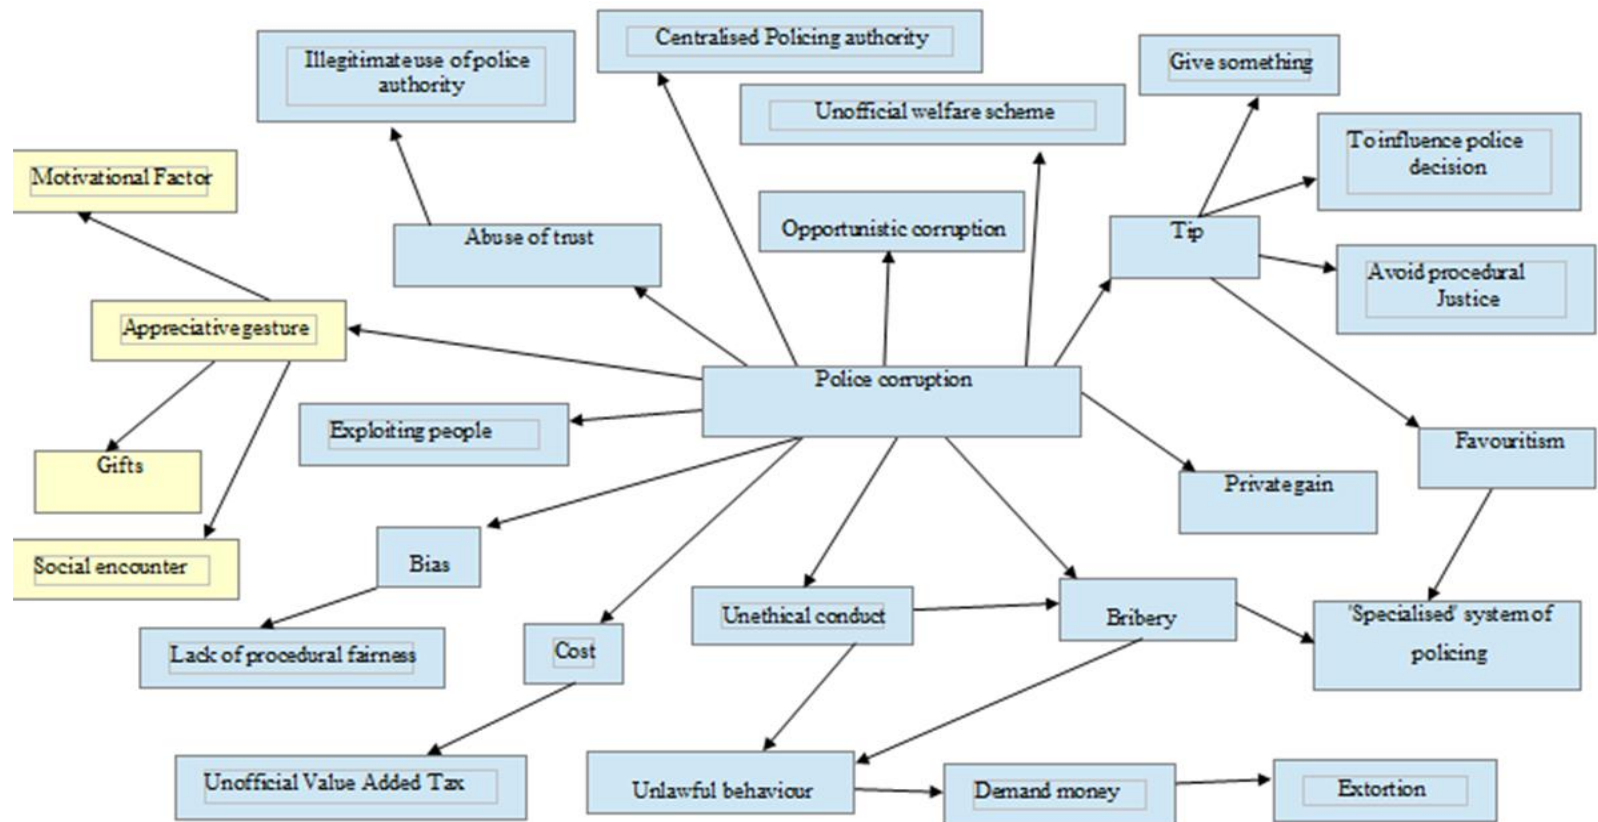 Centralised Policing authority
Illegitimate use of police
authority
Give something
Unofficial welfare scheme
To influence police
decision
Motivational Factor
Opportunistic corruption
Abuse of trust
Tip
Avoid procedural
Justice
Appreciative gesture
Police corruption
Exploiting people
Favouritism
Gifts
Private gain
Bias
Social encounter
Unethical conduct
Bribery
'Specialised' system of
policing
Lack of procedural fairness
Cost
Unofficial Value Added Tax
Unlawful behaviour
Demand money
Extortion